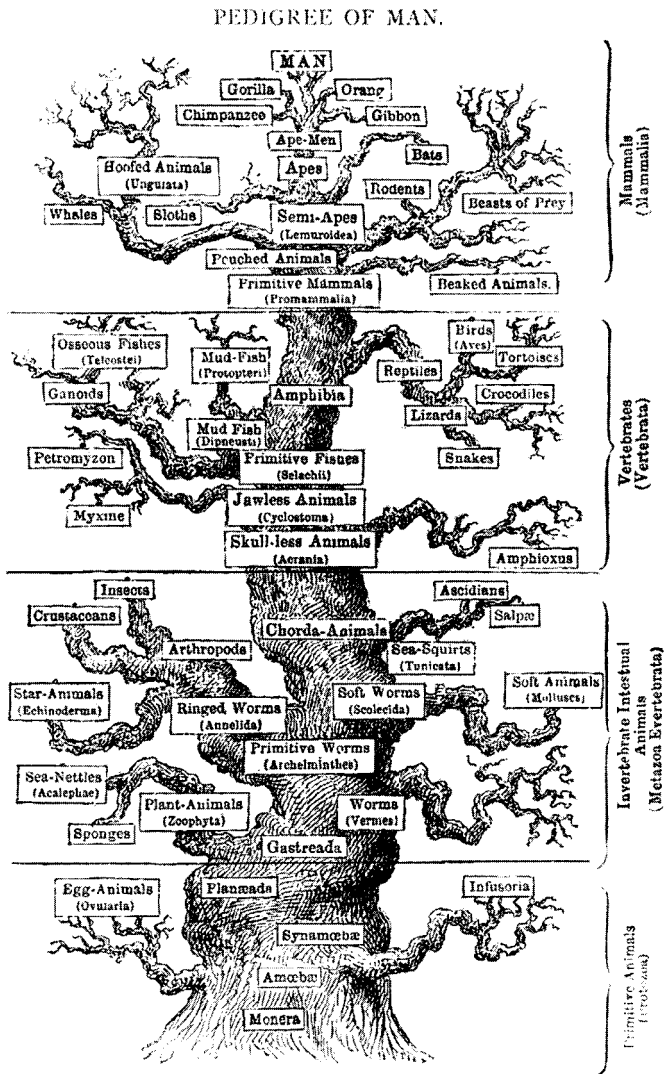 PEDIGREE OF MAN.
MAN
Gorilla
Orang
Chimpanzee
Gibbon
Ape-Men
Bats
Hoofed Animals
(Ungulata)
Apes
Rodents
Beasts of Prey
Whales
Sloths
Semi-Apes
(Lemuroidea)
Pouched Animals
Primitive Mammals
(Promammalia)
Beaked Animals.
Mammals
(Mammalia)
Osseous Fishes
(Teleostei)
Mud-Fish
(Protopteri)
Birds
(Aves)
Tortoises
Reptiles
Ganoids
Amphibia
Crocodiles
Lizards
Mud Fish
(Dipneusti)
Petromyzon
Primitive Fishes
(Selachii)
Snakes
Jawless Animals
(Cyclostoma)
Myxine
Skull-less Animals
(Acrania)
Amphioxus
Vertebrates
(Vertebrata)
Insects
Ascidians
Crustaceans
Salpæ
Chorda-Animals
Arthropods
Sea-Squirts
(Tunicata)
Star-Animals
(Echinoderma)
Ringed Worms
(Annelida)
Soft Worms
(Scolecida)
Soft Animals
(Molluscs)
Primitive Worms
(Archelminthes)
Sea-Nettles
(Acalephae)
Plant-Animals
(Zoophyta)
Worms
(Vermes)
Sponges
Gastreada
Invertebrate Intestinal
Animals
(Metazoa Evertebrata)
Egg-Animals
(Ovularia)
Planæada
Infusoria
Synamœbæ
Amœbæ
Monera
Primitive Animals
(Protozoa)